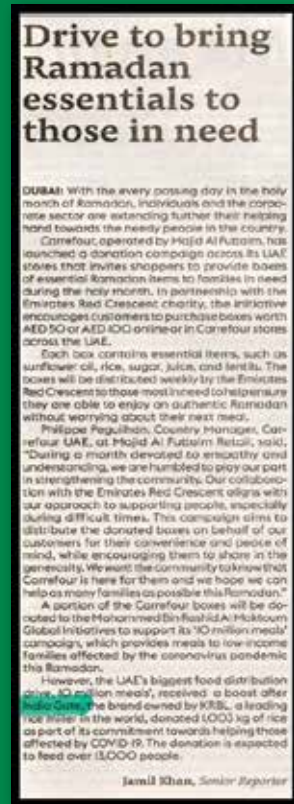 Drive to bring
Ramadan
essentials to
those in need
DUBAI: With the every passing day in the holy
month of Ramadan, individuals and the corpo-
rate sector are extending further their helping
hand towards the needy people in the country.
Carrefour, operated by Majid Al Futtaim, has
launched a donation campaign across its UAE
stores that invites shoppers to provide boxes
of essential Ramadan items to families in need
during the holy month. In partnership with the
Emirates Red Crescent charity, the initiative
encourages customers to purchase boxes worth
AED 50 or AED 100 online or in Carrefour stores
across the UAE.
Each box contains essential items, such as
sunflower oil, rice, sugar, juice, and lentils. The
boxes will be distributed weekly by the Emirates
Red Crescent to those most in need to help ensure
they are able to enjoy an authentic Ramadan
without worrying about their next meal.
Philippe Peguilhan, Country Manager, Car-
refour UAE, at Majid Al Futtaim Retail, said,
"During a month devoted to empathy and
understanding, we are humbled to play our part
in strengthening the community. Our collabora-
tion with the Emirates Red Crescent aligns with
our approach to supporting people, especially
during difficult times. This campaign aims to
distribute the donated boxes on behalf of our
customers for their convenience and peace of
mind, while encouraging them to share in the
generosity. We want the community to know that
Carrefour is here for them and we hope we can
help as many families as possible this Ramadan."
A portion of the Carrefour boxes will be do-
nated to the Mohammed Bin Rashid Al Maktoum
Global Initiatives to support its '10 million meals'
campaign, which provides meals to low-income
families affected by the coronavirus pandemic
this Ramadan.
However, the UAE's biggest food distribution
drive, '10 million meals', received a boost after
India Gate, the brand owned by KRBL, a leading
rice miller in the world, donated 1,003 kg of rice
as part of its commitment towards helping those
affected by COVID-19. The donation is expected
to feed over 13,000 people.
Jamil Khan, Senior Reporter